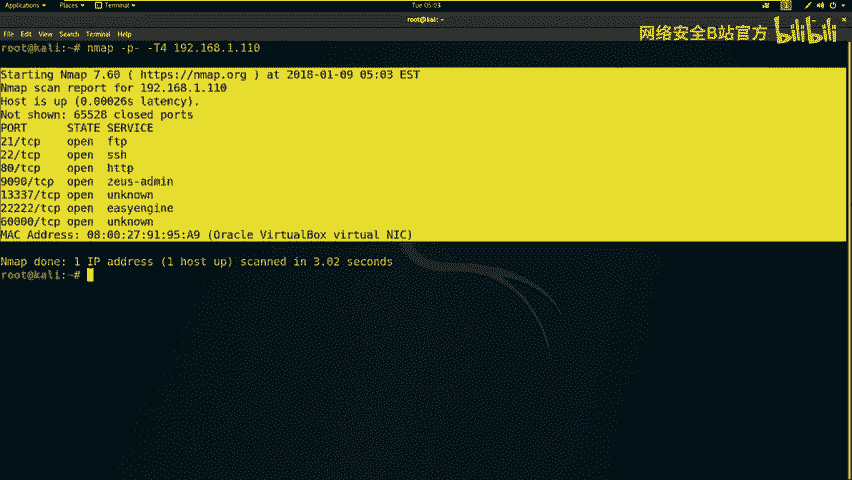 Applications Places Terminal Tue 05:03
root@kali: ~
File Edit View Search Terminal Help
网络安全B站官方 bilibili
root@kali:~# nmap -p- -T4 192.168.1.110
Starting Nmap 7.60 ( https://nmap.org ) at 2018-01-09 05:03 EST
Nmap scan report for 192.168.1.110
Host is up (0.00026s latency).
Not shown: 65528 closed ports
PORT STATE SERVICE
21/tcp open ftp
22/tcp open ssh
80/tcp open http
9090/tcp open zeus-admin
13337/tcp open unknown
22222/tcp open easyengine
60000/tcp open unknown
MAC Address: 08:00:27:91:95:A9 (Oracle VirtualBox virtual NIC)
Nmap done: 1 IP address (1 host up) scanned in 3.02 seconds
root@kali:~#